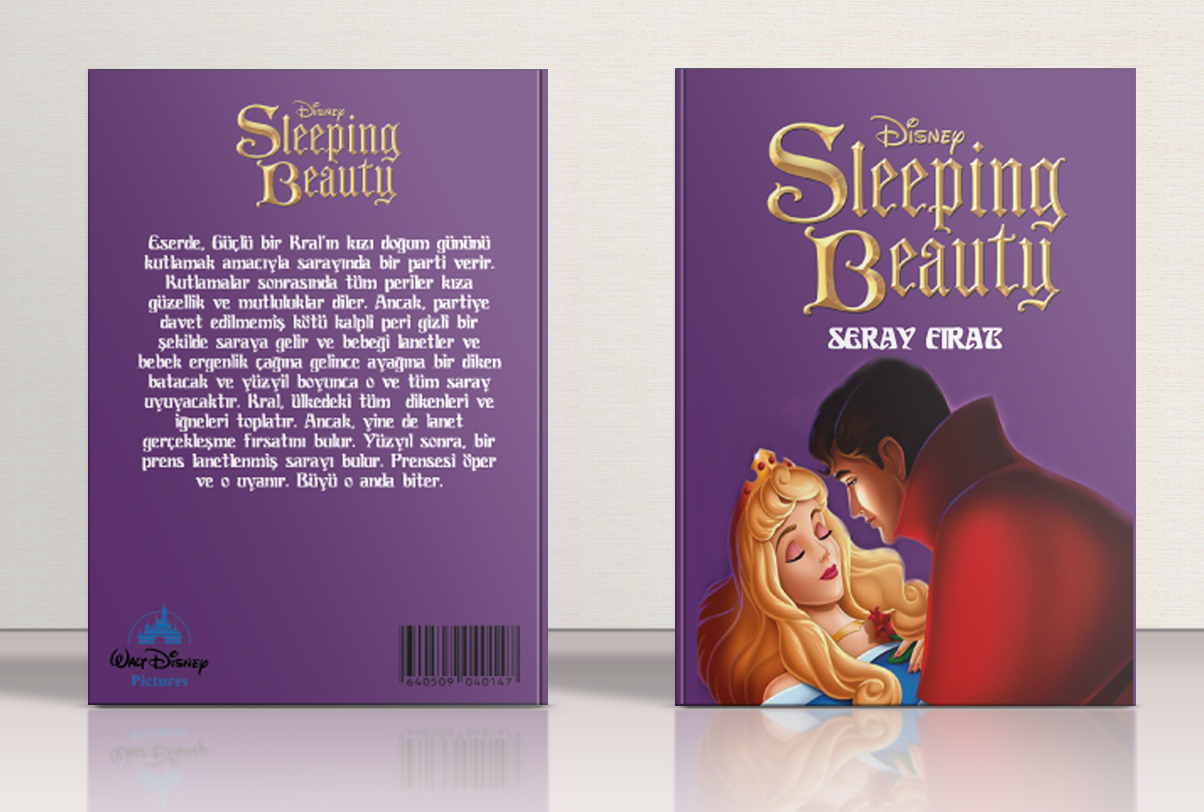 Disney
Sleeping
Beauty
Eserde, Güçlü bir Kral'ın kızı doğum gününü
kutlamak amacıyla sarayında bir parti verir.
Kutlamalar sonrasında tüm periler kıza
güzellik ve mutluluklar diler. Ancak, partiye
davet edilmemiş kötü kalpli peri gizli bir
şekilde saraya gelir ve bebeği lanetler ve
bebek ergenlik çağına gelince ayağına bir diken
batacak ve yüzyil boyunca o ve tüm saray
uyuyacaktır. Kral, ülkedeki tüm dikenleri ve
iğneleri toplatır. Ancak, yine de lanet
gerçekleşme fırsatını bulur. Yüzyıl sonra, bir
prens lanetlenmiş sarayı bulur. Prensesi öper
ve o uyanır. Büyü o anda biter.
Walt Disney
Pictures
640509 040147
Disney
Sleeping
Beauty
SERAY FIRAT